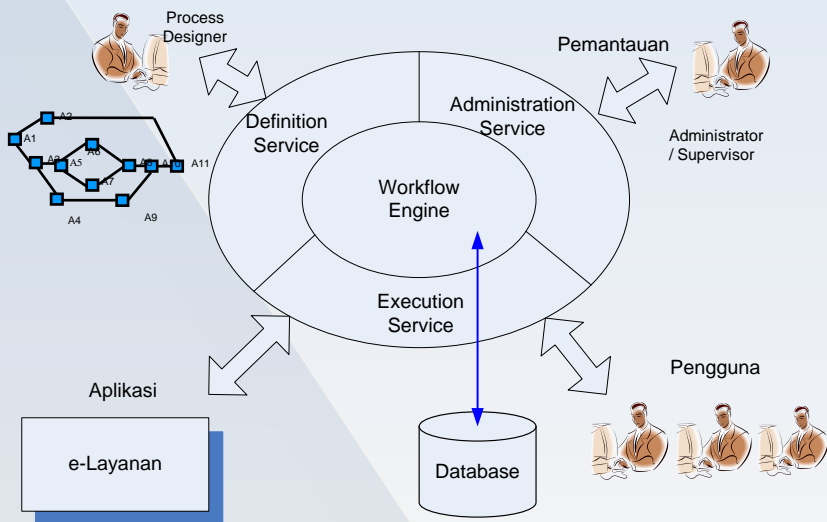 Process
Designer
Pemantauan
Administrator
/ Supervisor
Definition
Service
Administration
Service
Workflow
Engine
Execution
Service
A2
A1
A6
A5
A7
A11
A4
A9
Aplikasi
e-Layanan
Database
Pengguna